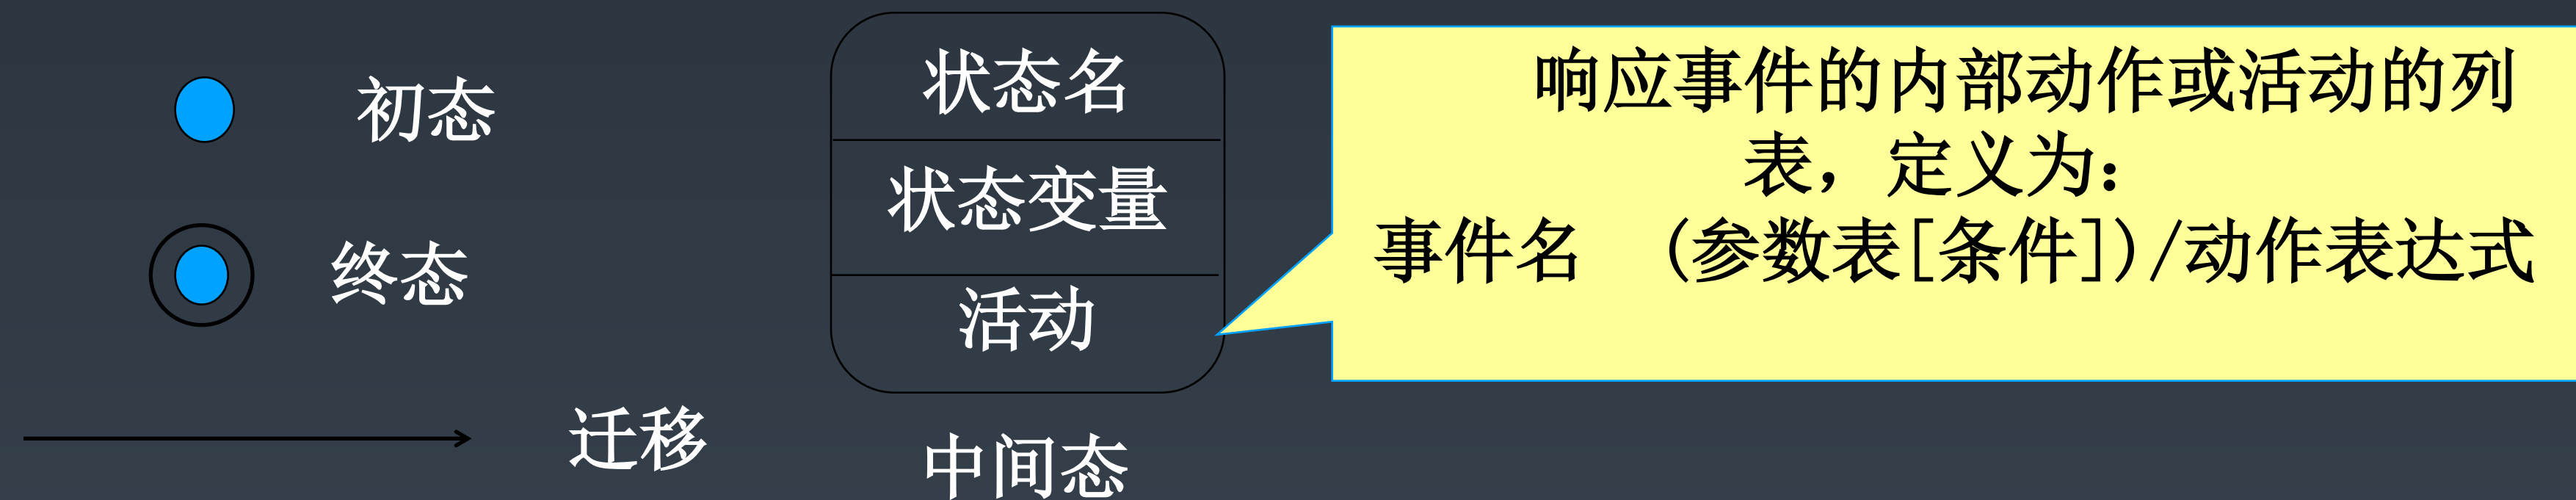 初态
终态
迁移
状态名
状态变量
活动
中间态
响应事件的内部动作或活动的列
表，定义为：
事件名 (参数表[条件])/动作表达式